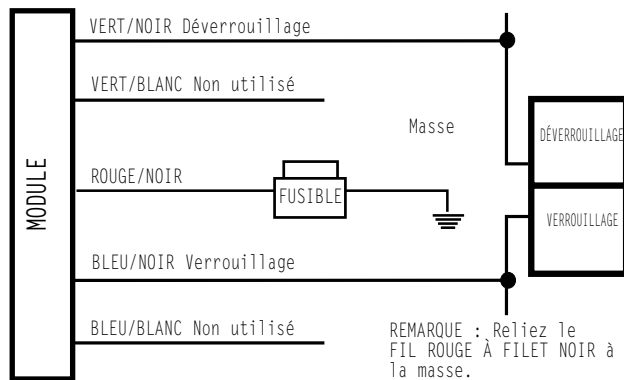 VERT/NOIR Déverrouillage
VERT/BLANC Non utilisé
Masse
DÉVERROUILLAGE
ROUGE/NOIR
FUSIBLE
MODULE
VERROUILLAGE
BLEU/NOIR Verrouillage
BLEU/BLANC Non utilisé
REMARQUE : Reliez le
FIL ROUGE À FILET NOIR à
la masse.